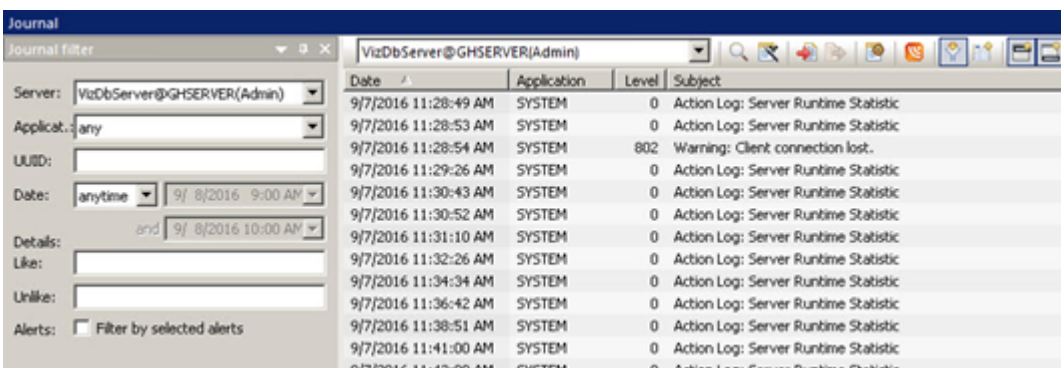 Journal
Journal filter
VizDbServer@GHSERVER(Admin)
Server: VizDbServer@GHSERVER(Admin)
Applicat.: any
UUID:
Date: anytime 9/ 8/2016 9:00 AM
and 9/ 8/2016 10:00 AM
Details:
Like:
Unlike:
Alerts: Filter by selected alerts
Date Application Level Subject
9/7/2016 11:28:49 AM SYSTEM 0 Action Log: Server Runtime Statistic
9/7/2016 11:28:53 AM SYSTEM 0 Action Log: Server Runtime Statistic
9/7/2016 11:28:54 AM SYSTEM 802 Warning: Client connection lost.
9/7/2016 11:29:26 AM SYSTEM 0 Action Log: Server Runtime Statistic
9/7/2016 11:30:43 AM SYSTEM 0 Action Log: Server Runtime Statistic
9/7/2016 11:30:52 AM SYSTEM 0 Action Log: Server Runtime Statistic
9/7/2016 11:31:10 AM SYSTEM 0 Action Log: Server Runtime Statistic
9/7/2016 11:32:26 AM SYSTEM 0 Action Log: Server Runtime Statistic
9/7/2016 11:34:34 AM SYSTEM 0 Action Log: Server Runtime Statistic
9/7/2016 11:36:42 AM SYSTEM 0 Action Log: Server Runtime Statistic
9/7/2016 11:38:51 AM SYSTEM 0 Action Log: Server Runtime Statistic
9/7/2016 11:41:00 AM SYSTEM 0 Action Log: Server Runtime Statistic